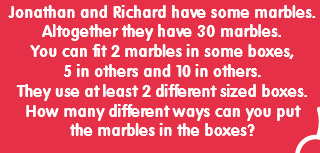 Jonathan and Richard have some marbles.
Altogether they have 30 marbles.
You can fit 2 marbles in some boxes,
5 in others and 10 in others.
They use at least 2 different sized boxes.
How many different ways can you put
the marbles in the boxes?